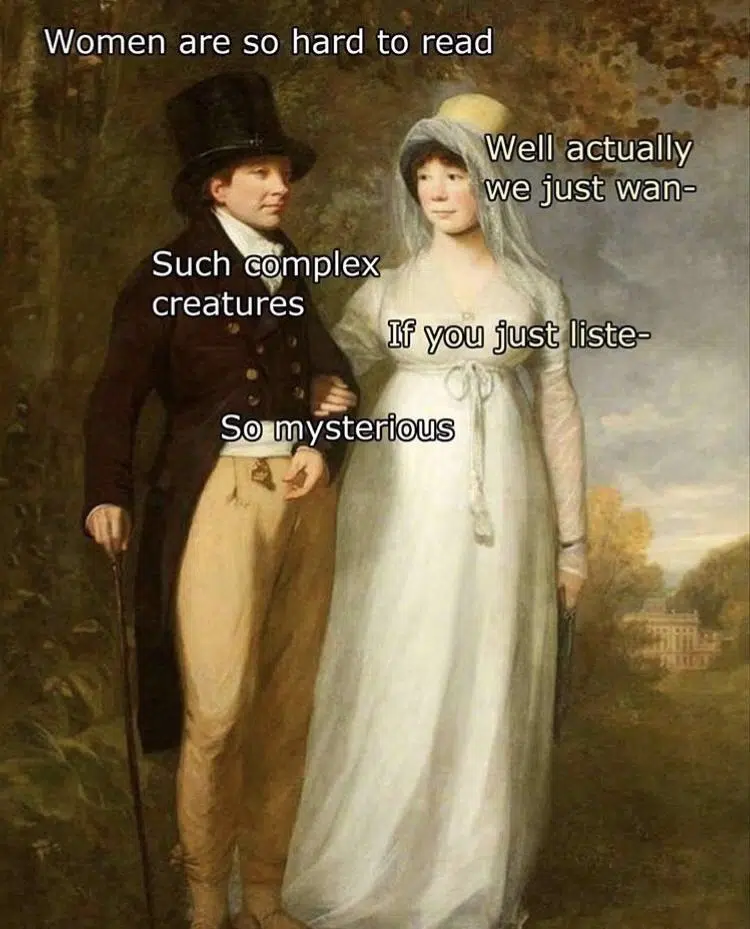 Women are so hard to read
Well actually
we just wan-
Such complex
creatures
If you just liste-
So mysterious